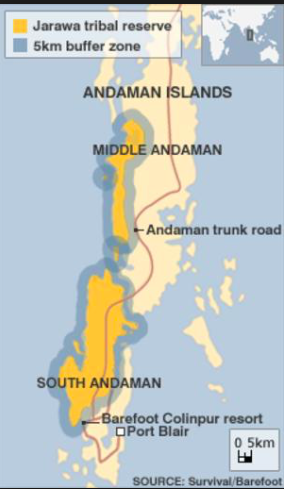 Jarawa tribal reserve
5km buffer zone
ANDAMAN ISLANDS
MIDDLE ANDAMAN
Andaman trunk road
SOUTH ANDAMAN
Barefoot Colinpur resort
Port Blair
0 5km
SOURCE: Survival/Barefoot